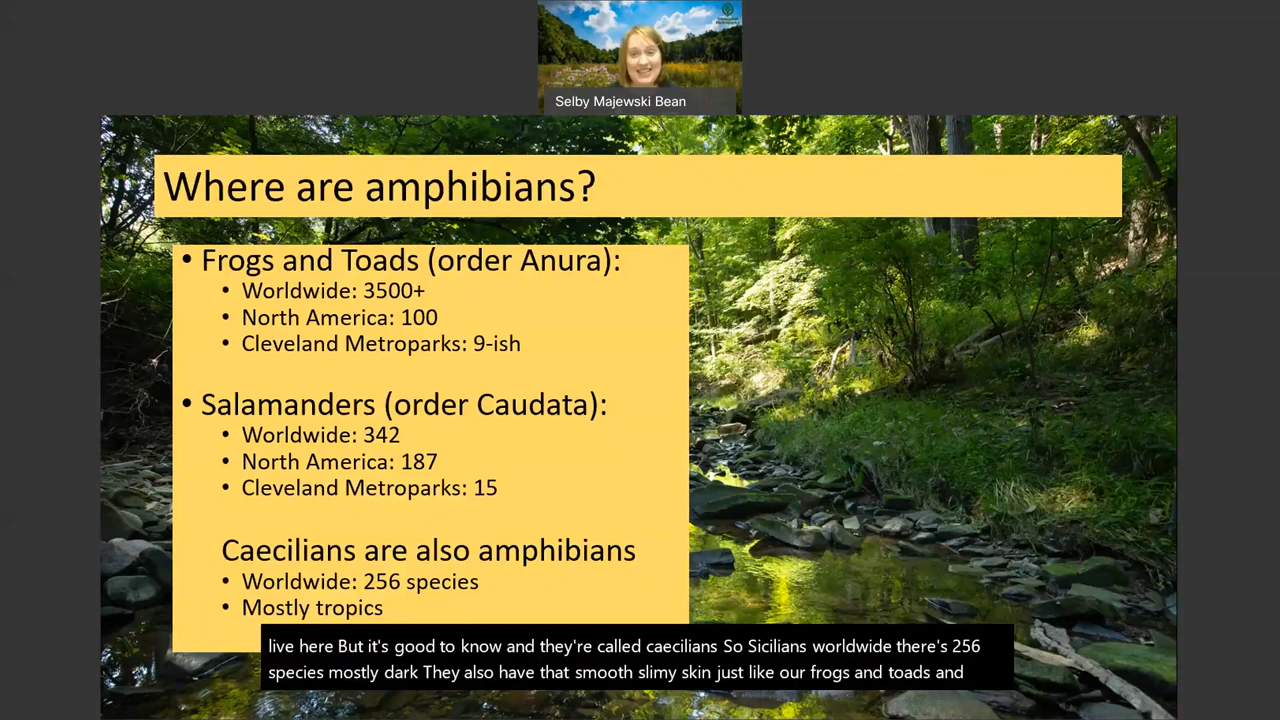 Selby Majewski Bean
Where are amphibians?
• Frogs and Toads (order Anura):
• Worldwide: 3500+
• North America: 100
• Cleveland Metroparks: 9-ish
• Salamanders (order Caudata):
• Worldwide: 342
• North America: 187
• Cleveland Metroparks: 15
Caecilians are also amphibians
• Worldwide: 256 species
• Mostly tropics
live here But it's good to know and they're called caecilians So Sicilians worldwide there's 256
species mostly dark They also have that smooth slimy skin just like our frogs and toads and